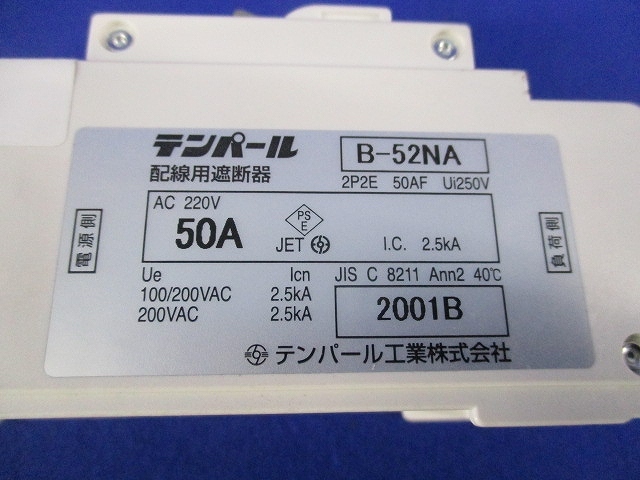 テンパール
B-52NA
配線用遮断器
2P2E 50AF Ui250V
電源側
AC 220V
50A
PS
E
JET
I.C. 2.5kA
負荷側
Ue Icn
100/200VAC 2.5kA
200VAC 2.5kA
JIS C 8211 Ann2 40℃
2001B
テンパール工業株式会社